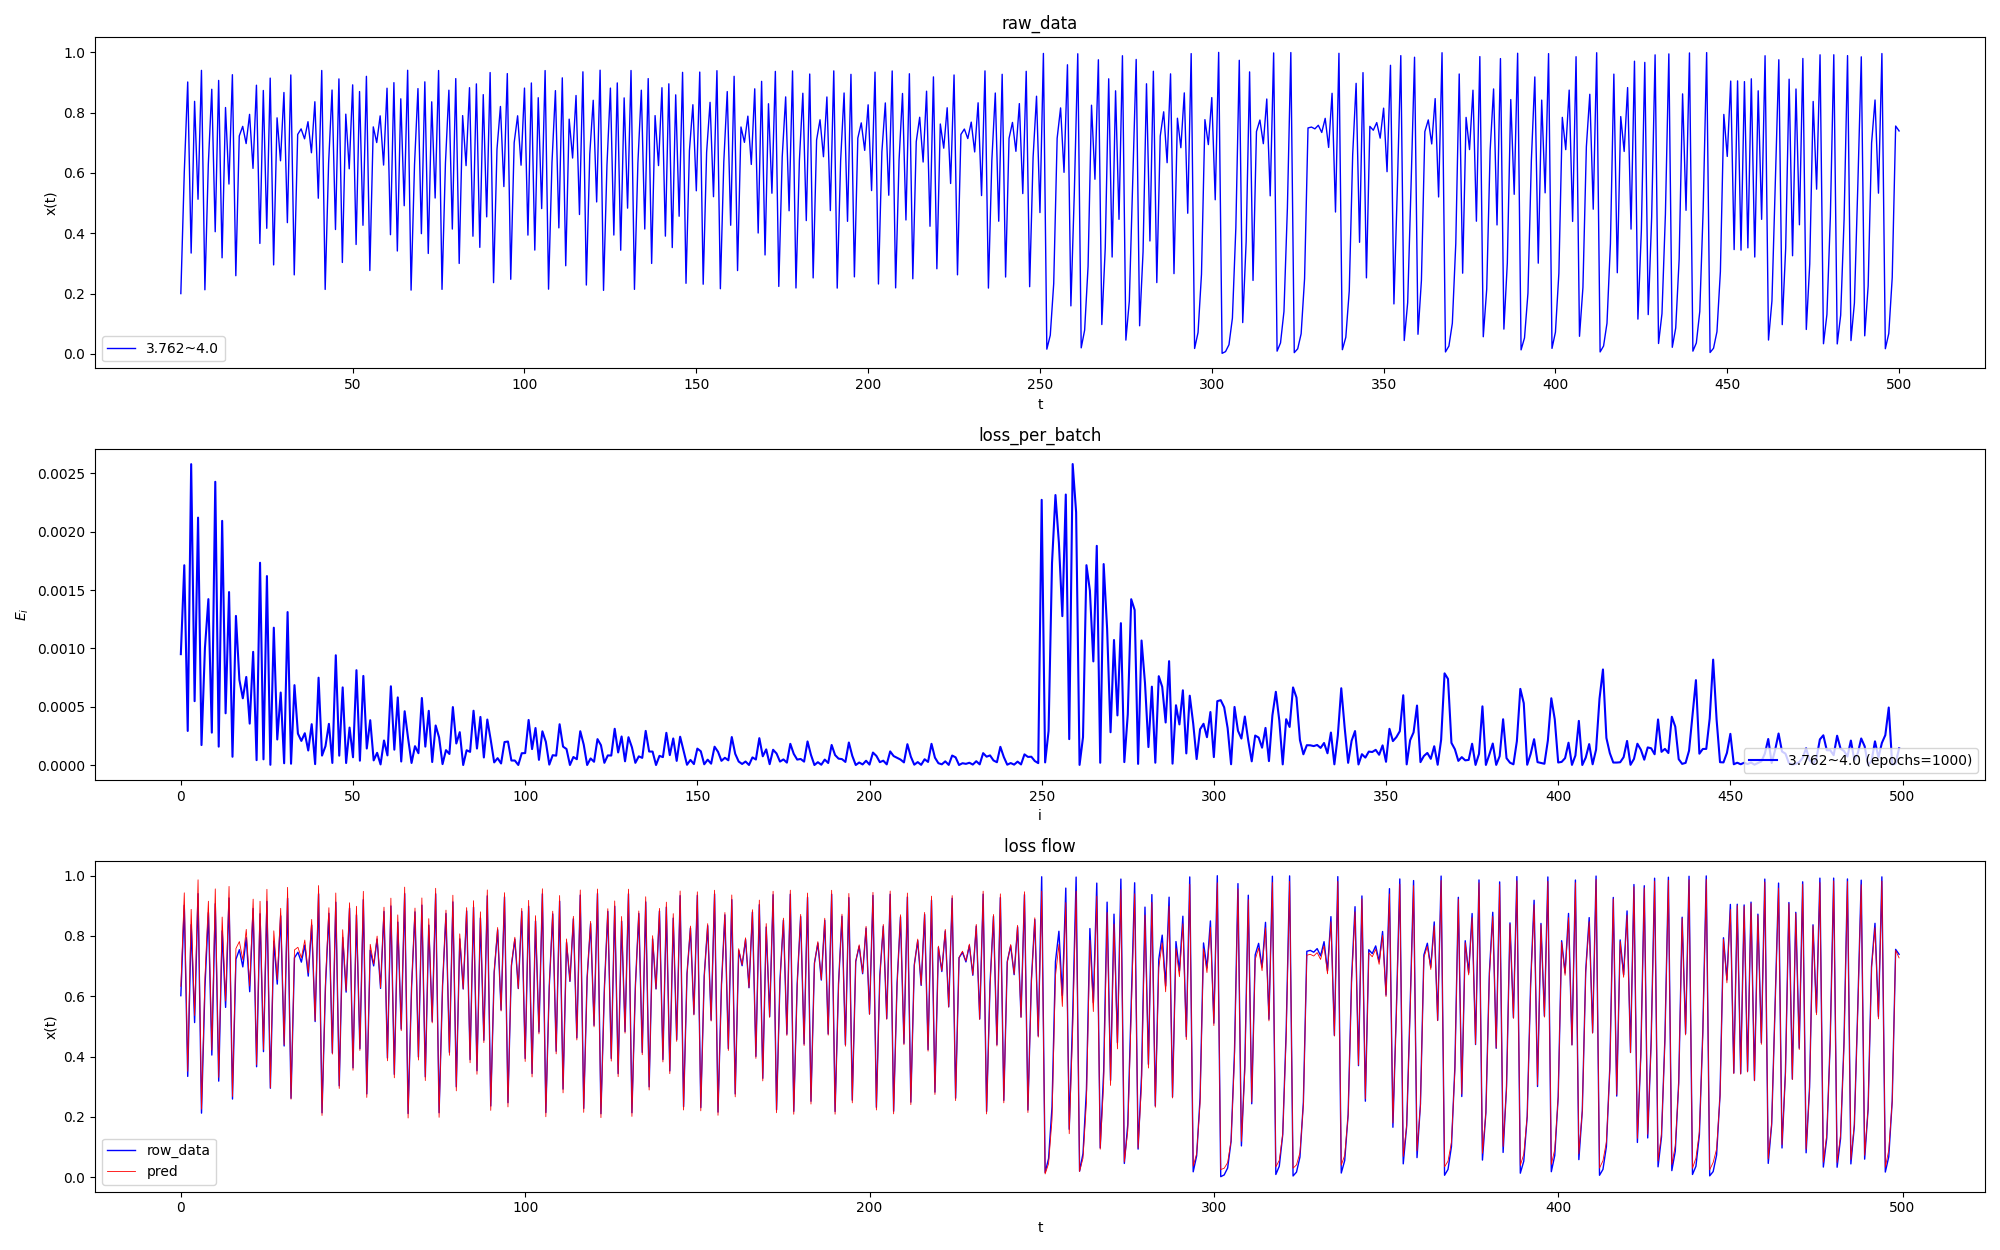 raw_data
x(t)
1.0
0.8
0.6
0.4
0.2
0.0
3.762~4.0
50 100 150 200 250 300 350 400 450 500
t
loss_per_batch
E_i
0.0025
0.0020
0.0015
0.0010
0.0005
0.0000
3.762~4.0 (epochs=1000)
0 50 100 150 200 250 300 350 400 450 500
i
loss flow
x(t)
1.0
0.8
0.6
0.4
0.2
0.0
row_data
pred
0 100 200 300 400 500
t